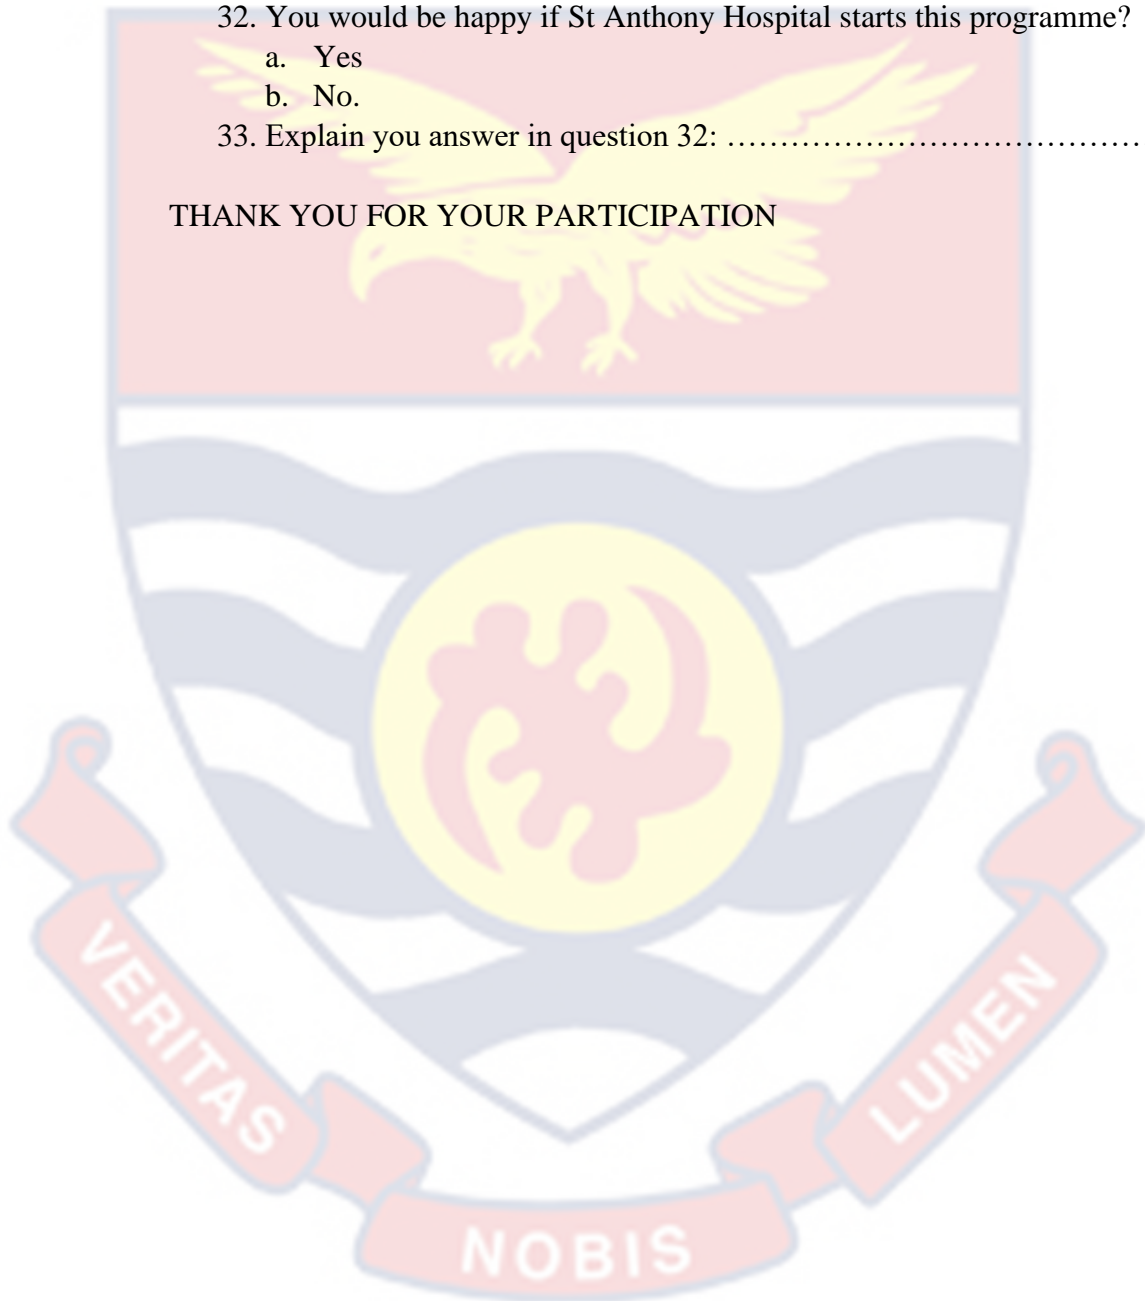 32. You would be happy if St Anthony Hospital starts this programme?
a. Yes
b. No.
33. Explain you answer in question 32: …………………………………
THANK YOU FOR YOUR PARTICIPATION
VERITAS
NOBIS
LUMEN